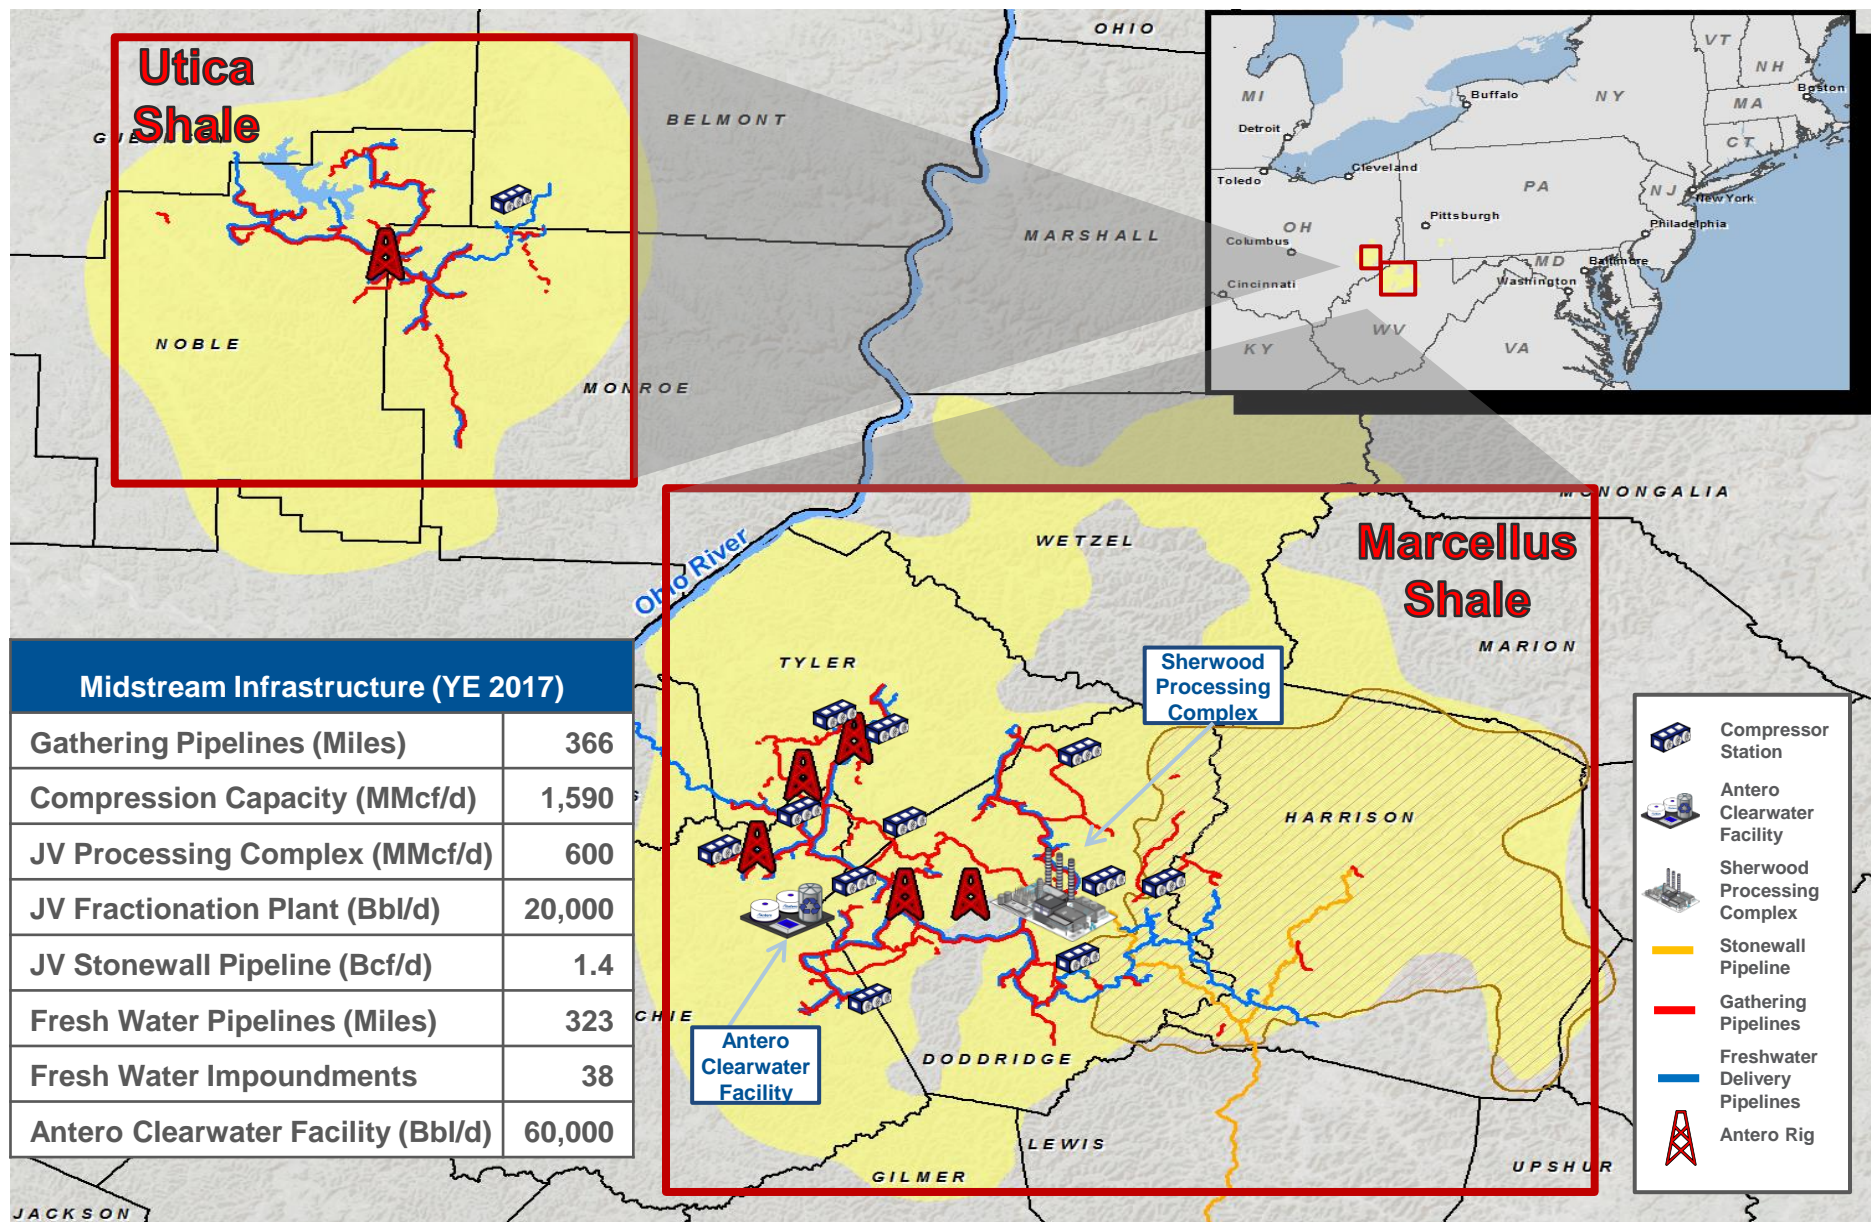 Utica
Shale
BELMONT
NOBLE
MONROE
OHIO
MARSHALL
MI
VT
NH
Buffalo
NY
MA
Boston
Detroit
CT
Toledo
Cleveland
PA
NJ
New York
Pittsburgh
Philadelphia
OH
Columbus
MD
Baltimore
Washington
Cincinnati
WV
KY
VA
MONONGALIA
Marcellus
Shale
WETZEL
Ohio River
MARION
TYLER
Sherwood
Processing
Complex
HARRISON
Antero
Clearwater
Facility
DODDRIDGE
LEWIS
GILMER
UPSHUR
JACKSON
CHIE
Midstream Infrastructure (YE 2017)
Gathering Pipelines (Miles) 366
Compression Capacity (MMcf/d) 1,590
JV Processing Complex (MMcf/d) 600
JV Fractionation Plant (Bbl/d) 20,000
JV Stonewall Pipeline (Bcf/d) 1.4
Fresh Water Pipelines (Miles) 323
Fresh Water Impoundments 38
Antero Clearwater Facility (Bbl/d) 60,000
Compressor
Station
Antero
Clearwater
Facility
Sherwood
Processing
Complex
Stonewall
Pipeline
Gathering
Pipelines
Freshwater
Delivery
Pipelines
Antero Rig